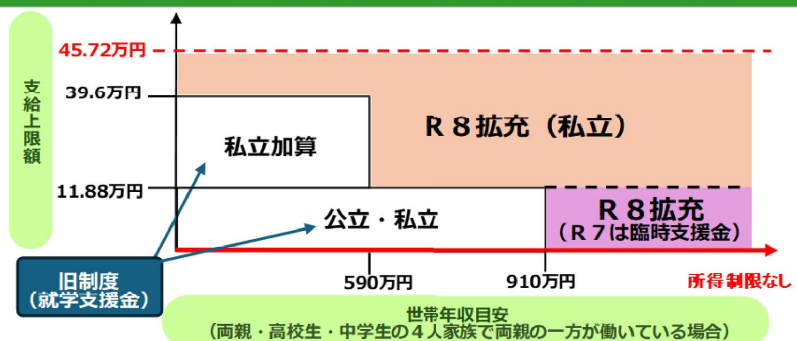 45.72万円
支給上限額
39.6万円
私立加算
R8拡充（私立）
11.88万円
公立・私立
R8拡充
（R7は臨時支援金）
旧制度
（就学支援金）
590万円
910万円
所得制限なし
世帯年収目安
（両親・高校生・中学生の4人家族で両親の一方が働いている場合）